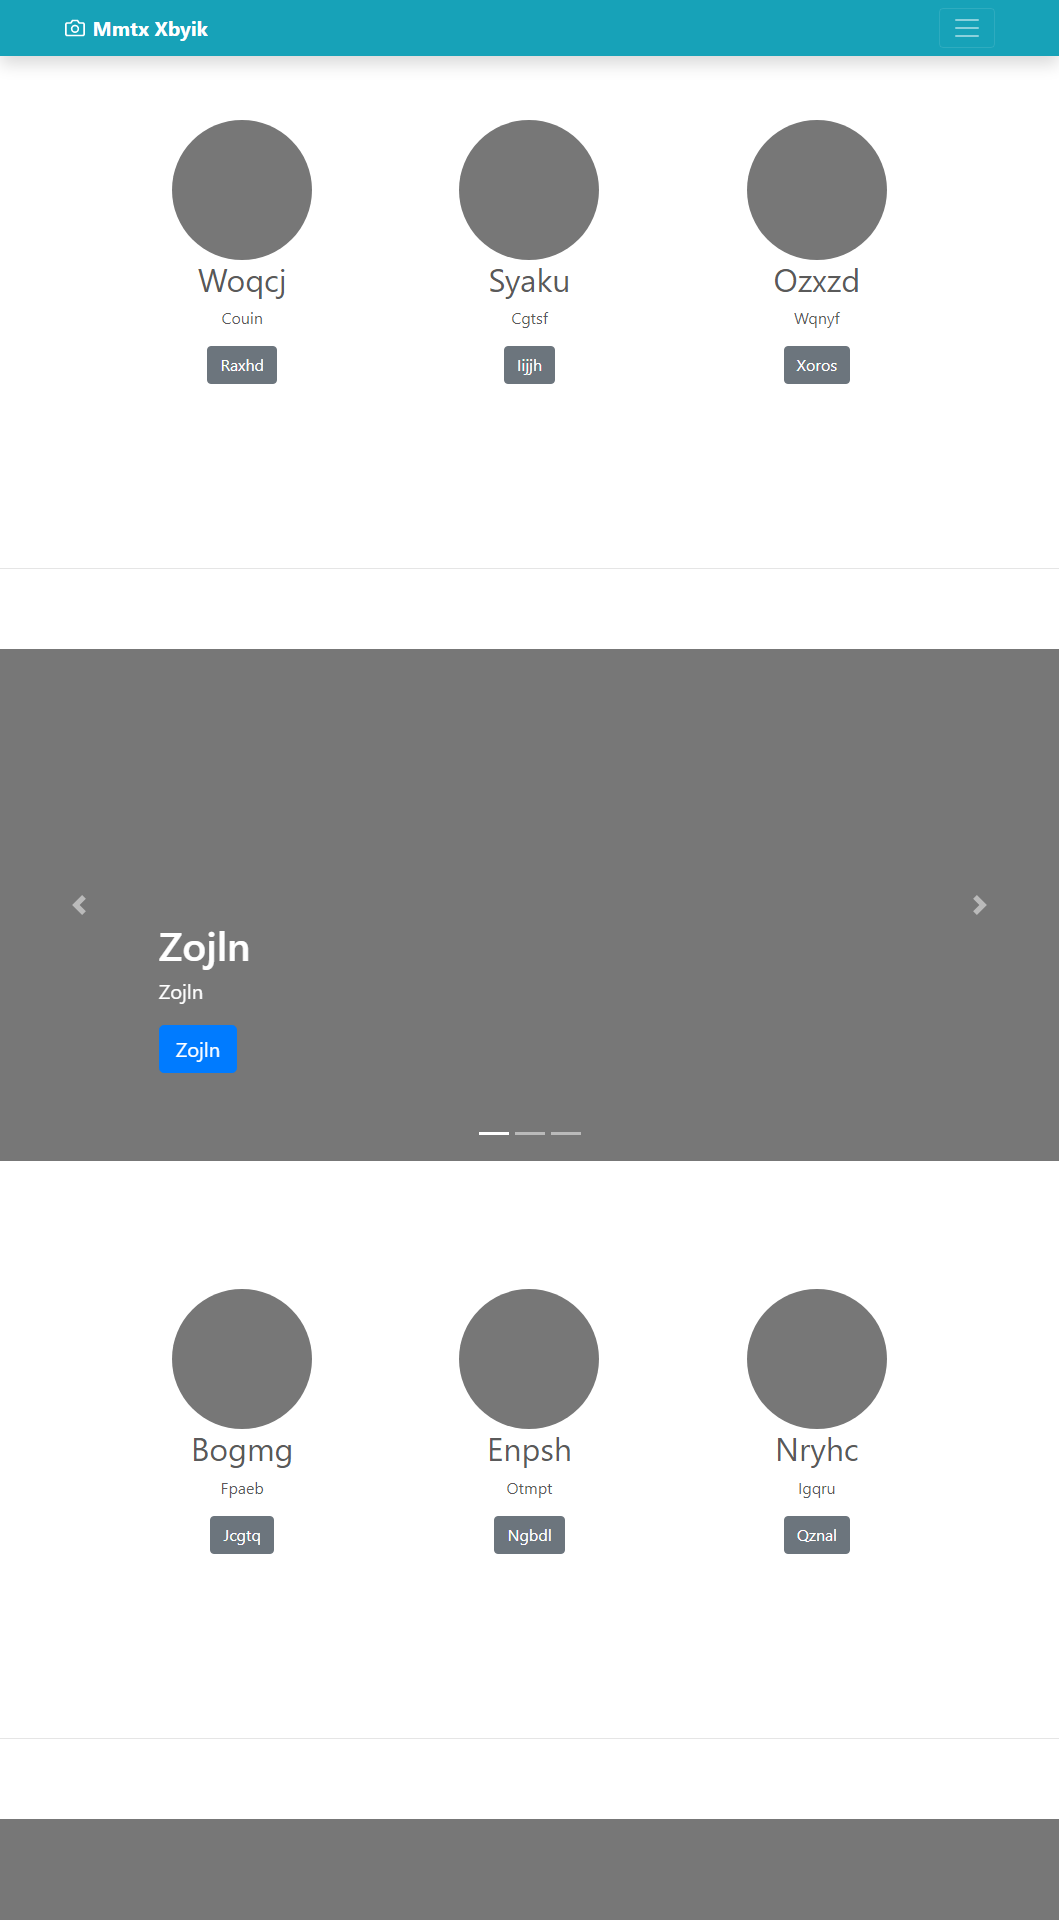 Mmtx Xbyik
Woqcj
Couin
Raxhd
Syaku
Cgtsf
Iijjh
Ozxzd
Wqnyf
Xoros
Zojln
Zojln
Zojln
Bogmg
Fpaeb
Jcgtq
Enpsh
Otmpt
Ngbdl
Nryhc
Igqru
Qznal